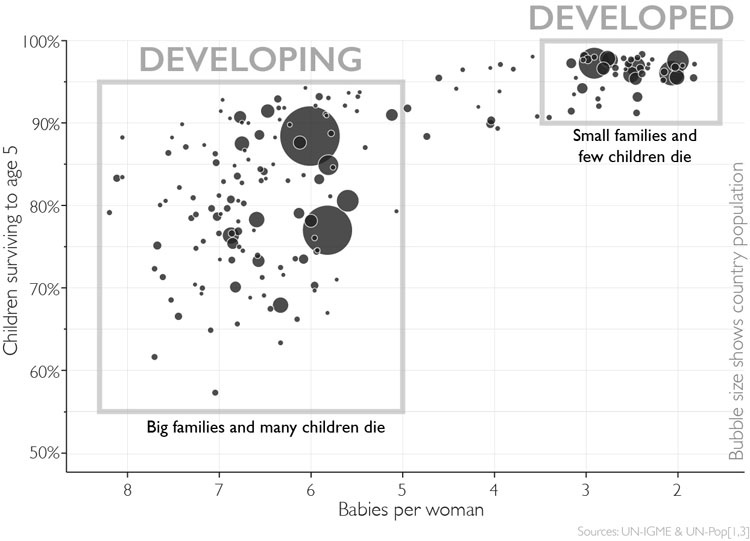 DEVELOPED
DEVELOPING
100%
90%
80%
70%
60%
50%
Children surviving to age 5
Small families and
few children die
Big families and many children die
Bubble size shows country population
8 7 6 5 4 3 2
Babies per woman
Sources: UN-IGME & UN-Pop[1,3]